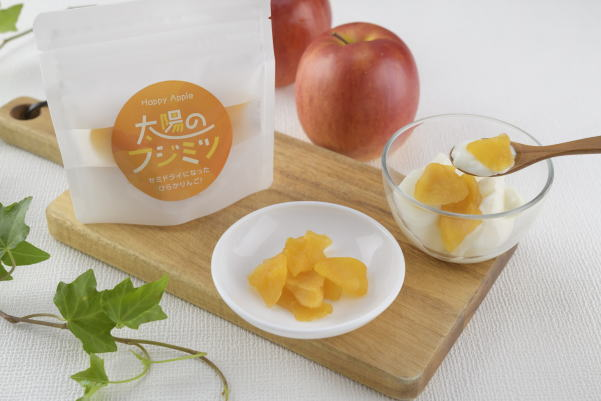 Happy Apple
太陽の
フジミツ
セミドライになった
ひらかりんご!